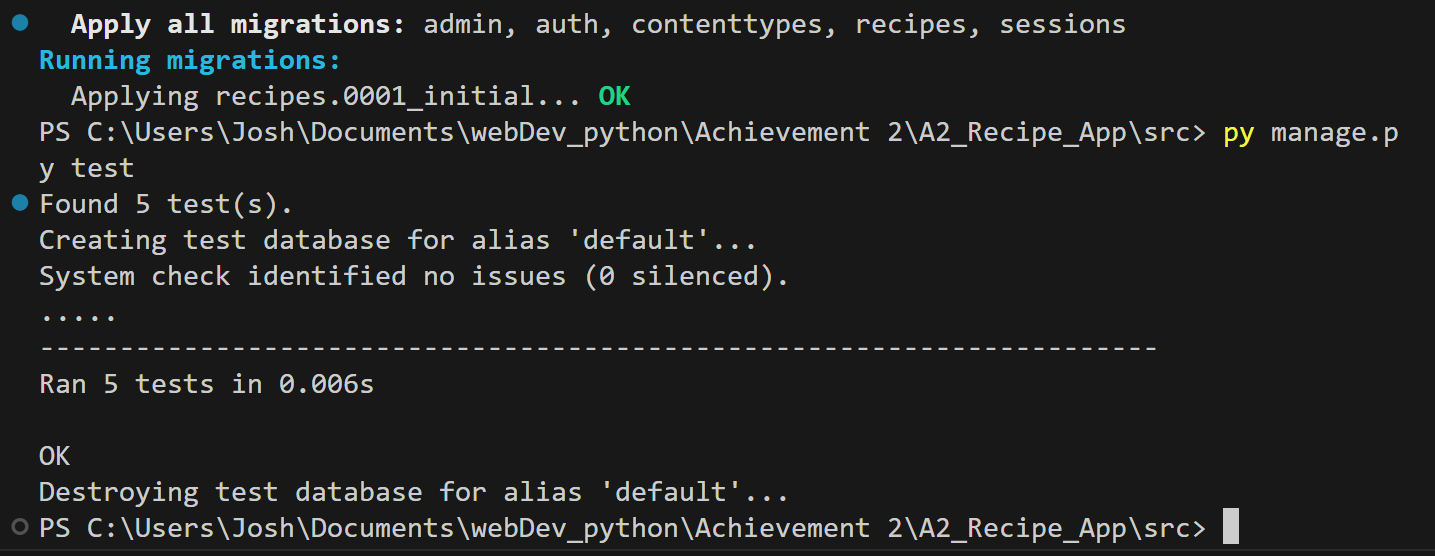 Apply all migrations: admin, auth, contenttypes, recipes, sessions
Running migrations:
  Applying recipes.0001_initial... OK
PS C:\Users\Josh\Documents\webDev_python\Achievement 2\A2_Recipe_App\src> py manage.p
y test
Found 5 test(s).
Creating test database for alias 'default'...
System check identified no issues (0 silenced).
.....
----------------------------------------------------------------------
Ran 5 tests in 0.006s

OK
Destroying test database for alias 'default'...
PS C:\Users\Josh\Documents\webDev_python\Achievement 2\A2_Recipe_App\src>